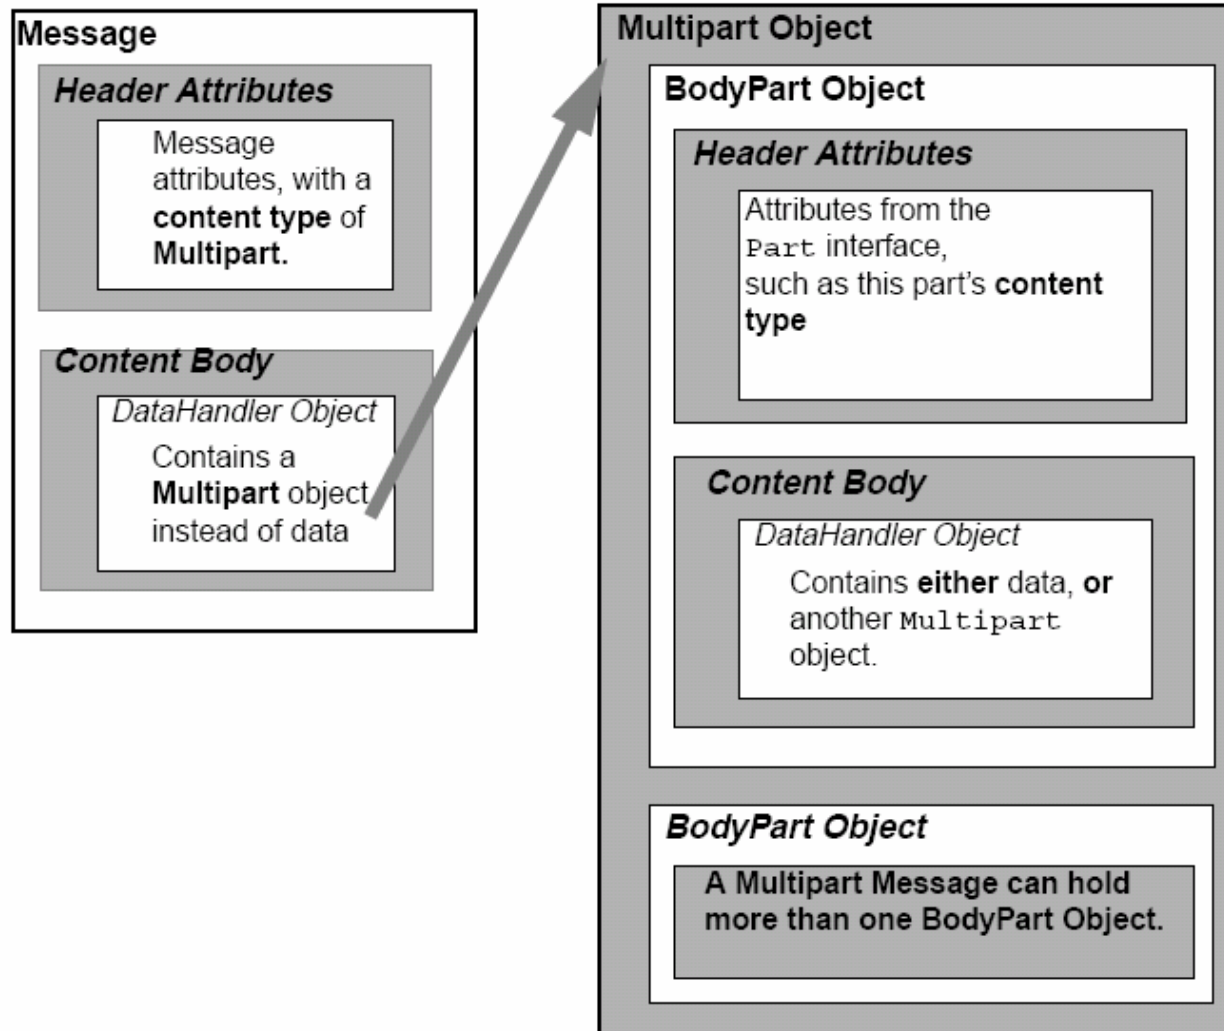 Message
Header Attributes
Message
attributes, with a
content type of
Multipart.
Content Body
DataHandler Object
Contains a
Multipart object
instead of data
Multipart Object
BodyPart Object
Header Attributes
Attributes from the
Part interface,
such as this part's content
type
Content Body
DataHandler Object
Contains either data, or
another Multipart
object.
BodyPart Object
A Multipart Message can hold
more than one BodyPart Object.